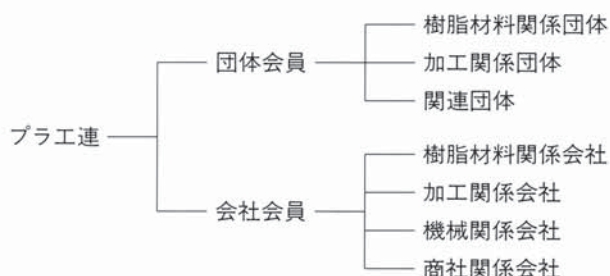 プラ工連
団体会員
樹脂材料関係団体
加工関係団体
関連団体
会社会員
樹脂材料関係会社
加工関係会社
機械関係会社
商社関係会社